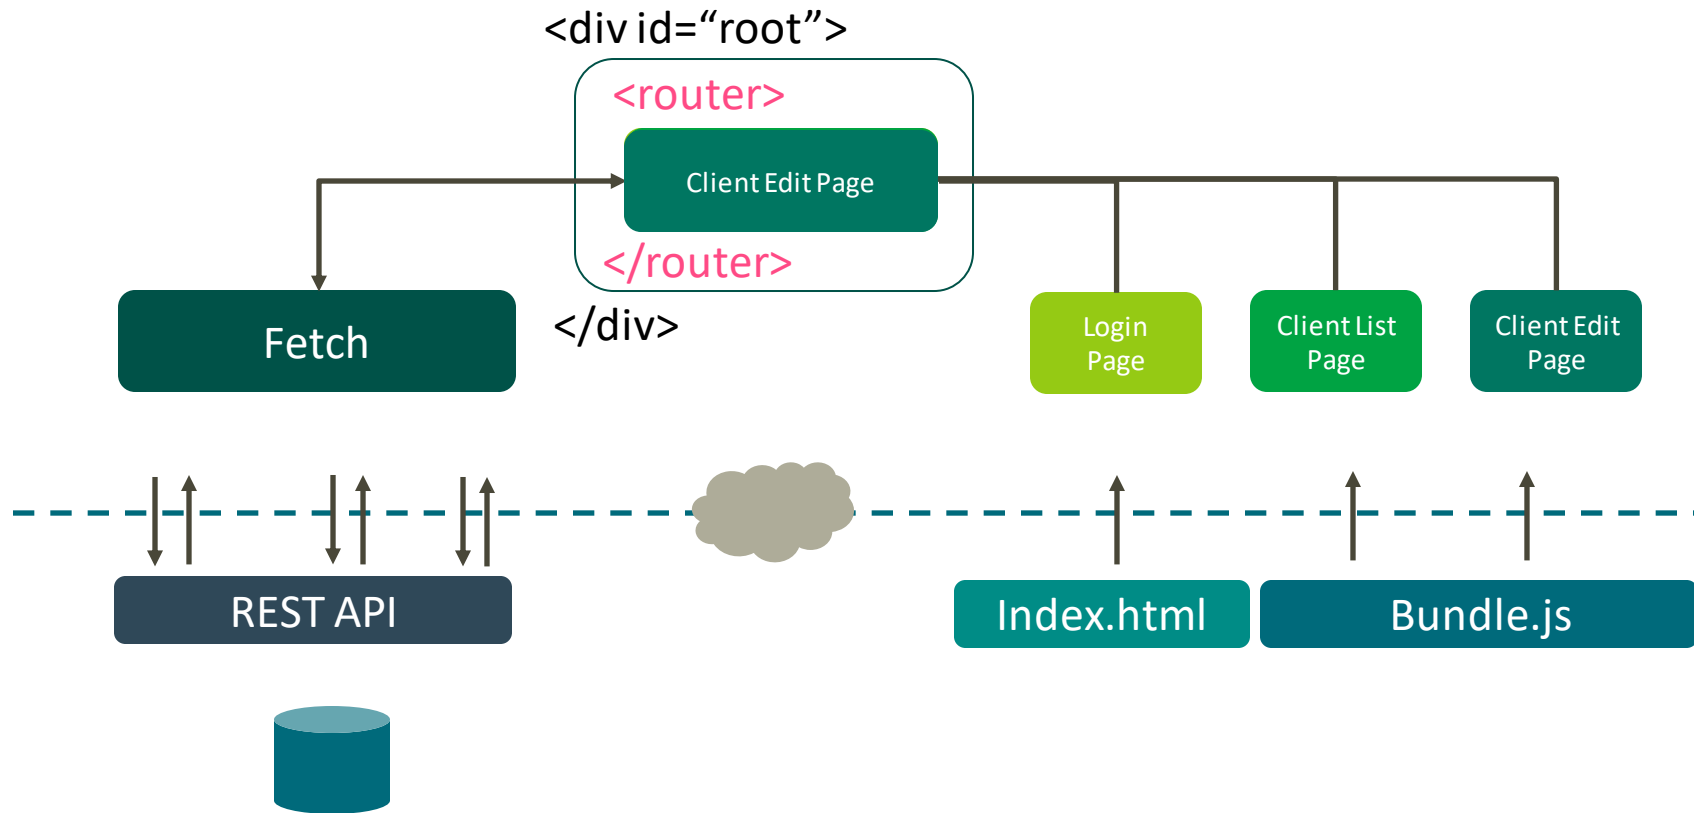 <div id=“root”>
<router>
Client Edit Page
</router>
</div>
Fetch
Login
Page
Client List
Page
Client Edit
Page
REST API
Index.html
Bundle.js